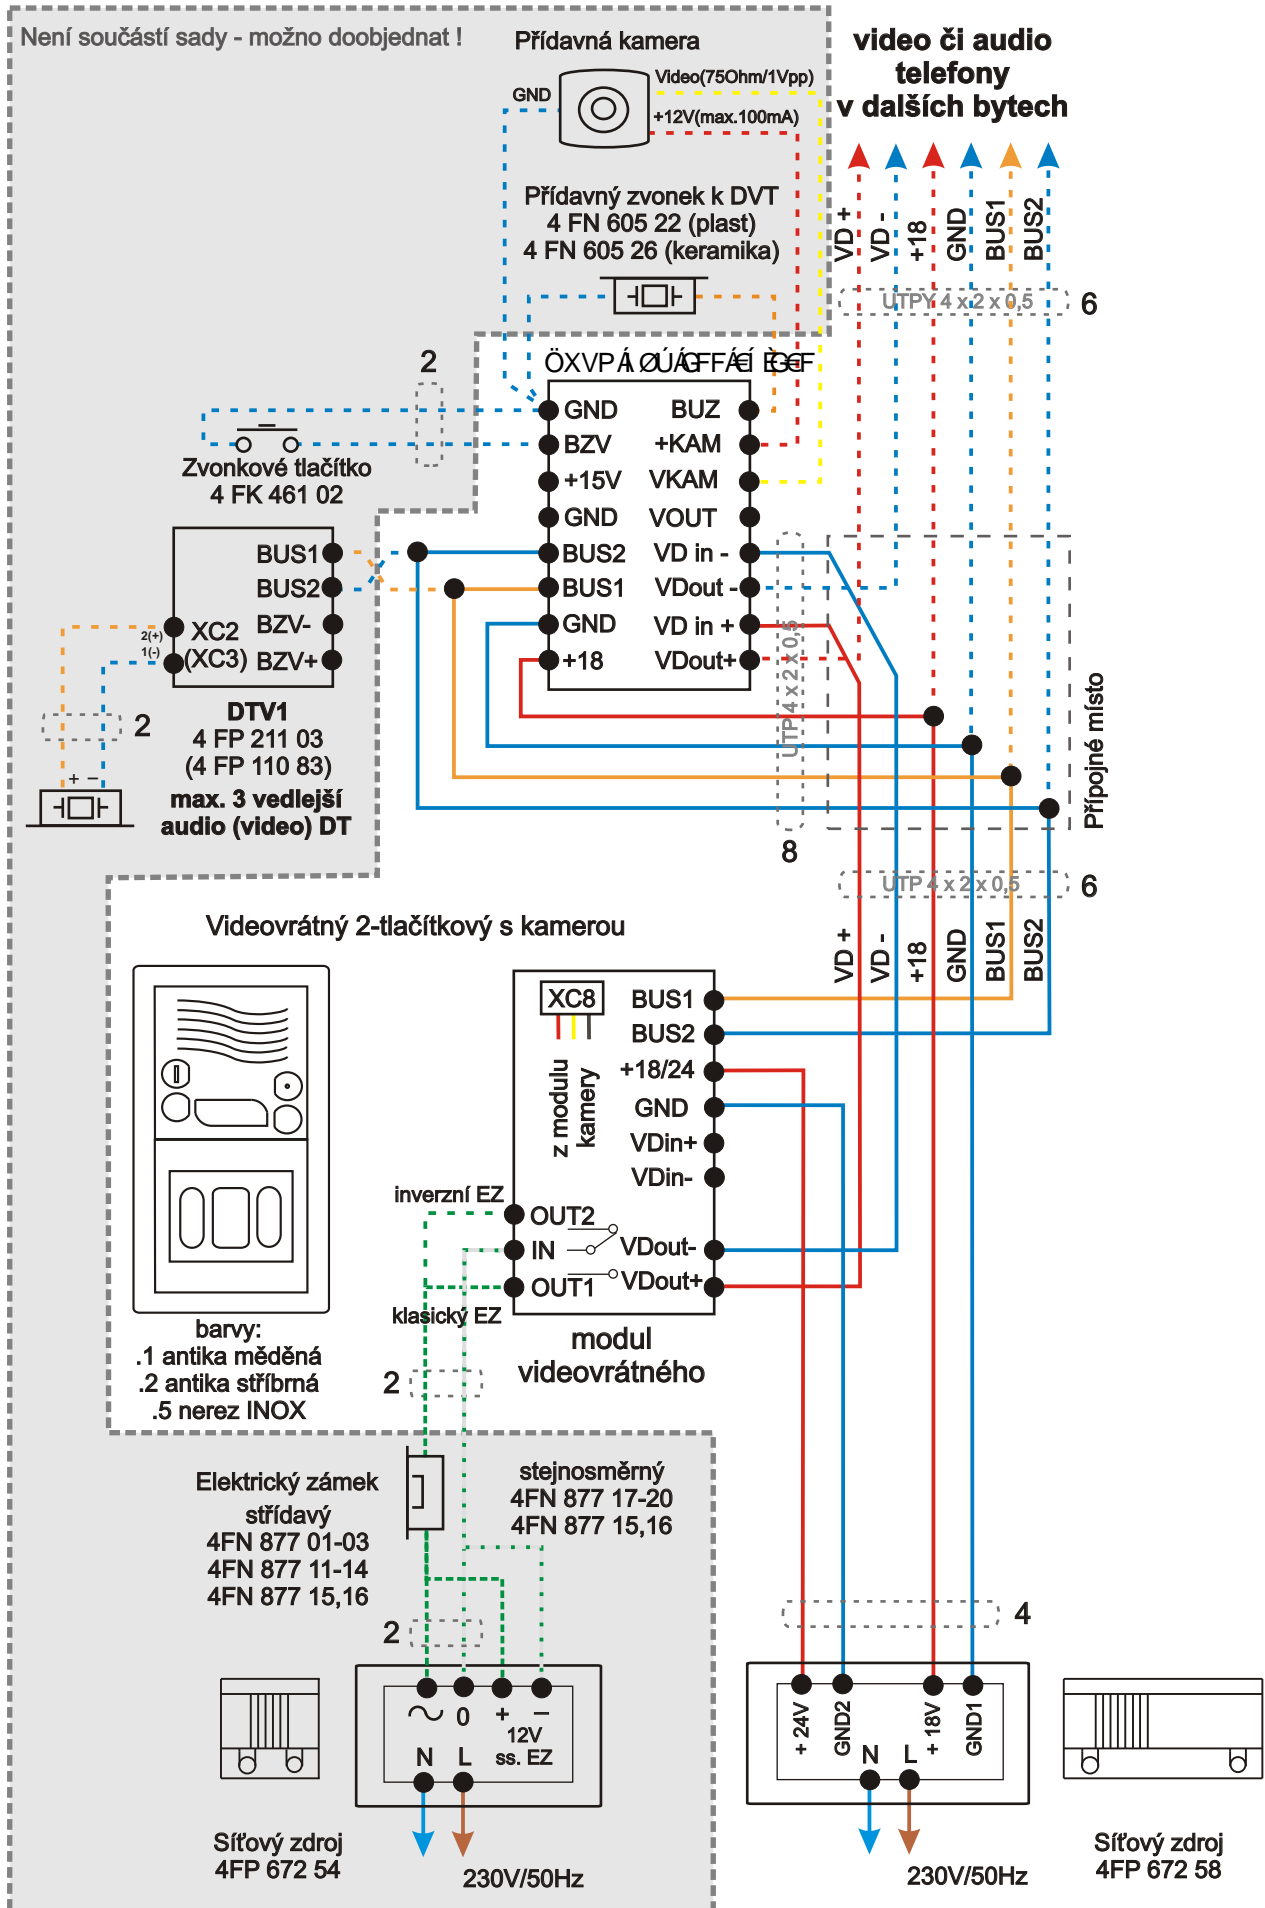 Není součástí sady - možno doobjednat !
Přídavná kamera
GND
Video(75Ohm/1Vpp)
+12V(max.100mA)
video či audio
telefony
v dalších bytech
Přídavný zvonek k DVT
4 FN 605 22 (plast)
4 FN 605 26 (keramika)
VD +
VD -
+18
GND
BUS1
BUS2
UTPY 4 x 2 x 0,5
6
2
Zvonkové tlačítko
4 FK 461 02
GND
BZV
+15V
GND
BUS2
BUS1
GND
+18
BUZ
+KAM
VKAM
VOUT
VD in -
VDout -
VD in +
VDout+
BUS1
BUS2
BZV-
BZV+
2(+)
1(-)
XC2
(XC3)
DTV1
4 FP 211 03
(4 FP 110 83)
max. 3 vedlejší
audio (video) DT
2
+ −
UTP 4 x 2 x 0,5
8
Přípojné místo
UTP 4 x 2 x 0,5
6
VD +
VD -
+18
GND
BUS1
BUS2
Videovrátný 2-tlačítkový s kamerou
barvy:
.1 antika měděná
.2 antika stříbrná
.5 nerez INOX
XC8
z modulu
kamery
BUS1
BUS2
+18/24
GND
VDin+
VDin-
VDout-
VDout+
OUT2
IN
OUT1
inverzní EZ
klasický EZ
modul
videovrátného
2
Elektrický zámek
střídavý
4FN 877 01-03
4FN 877 11-14
4FN 877 15,16
stejnosměrný
4FN 877 17-20
4FN 877 15,16
2
0
+
−
12V
ss. EZ
N
L
230V/50Hz
Síťový zdroj
4FP 672 54
4
+ 24V
GND2
+ 18V
GND1
N
L
230V/50Hz
Síťový zdroj
4FP 672 58